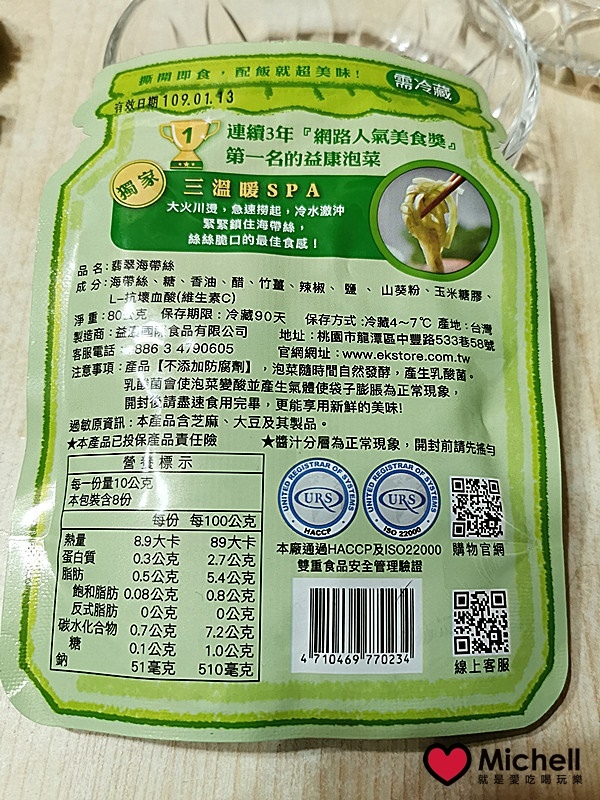 撕開即食，配飯就超美味！
需冷藏
有效日期 109.01.13
1
連續3年『網路人氣美食獎』
第一名的益康泡菜
獨家
三溫暖SPA
大火川燙，急速撈起，冷水激沖
緊緊鎖住海帶絲，
絲絲脆口的最佳食感！
品名：翡翠海帶絲
成分：海帶絲、糖、香油、醋、竹薑、辣椒、鹽、山葵粉、玉米糖膠、
L-抗壞血酸(維生素C)
淨重：80公克 保存期限：冷藏90天 保存方式：冷藏4~7℃ 產地：台灣
製造商：益康國際食品有限公司 地址：桃園市龍潭區中豐路533巷58號
客服電話：886 3 4790605 官網網址：www.ekstore.com.tw
注意事項：產品【不添加防腐劑】，泡菜隨時間自然發酵，產生乳酸菌。
乳酸菌會使泡菜變酸並產生氣體使袋子膨脹為正常現象，
開封後請盡速食用完畢，更能享用新鮮的美味！
過敏原資訊：本產品含芝麻、大豆及其製品。
★本產品已投保產品責任險 ★醬汁分層為正常現象，開封前請先搖勻
營養標示
每一份量10公克
本包裝含8份
每份 每100公克
熱量 8.9大卡 89大卡
蛋白質 0.3公克 2.7公克
脂肪 0.5公克 5.4公克
飽和脂肪 0.08公克 0.8公克
反式脂肪 0公克 0公克
碳水化合物 0.7公克 7.2公克
糖 0.1公克 1.0公克
鈉 51毫克 510毫克
UNITED REGISTRAR OF SYSTEMS
URS
HACCP
UNITED REGISTRAR OF SYSTEMS
URS
ISO 22000
本廠通過HACCP及ISO22000
雙重食品安全管理驗證
購物官網
4 710469 770234
線上客服
Michell
就是愛吃喝玩樂